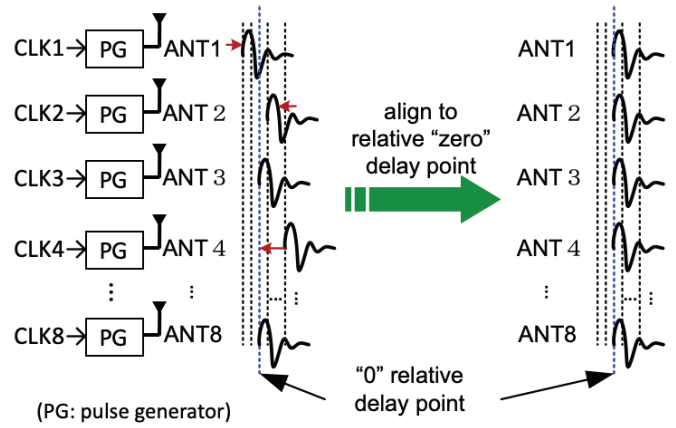 CLK1→ PG ANT1
CLK2→ PG ANT 2
CLK3→ PG ANT 3
CLK4→ PG ANT 4
⋮ ⋮ ... ⋮
CLK8→ PG ANT8
(PG: pulse generator)
align to
relative “zero”
delay point
“0” relative
delay point
ANT1
ANT 2
ANT 3
ANT 4
⋮ ... ⋮
ANT8